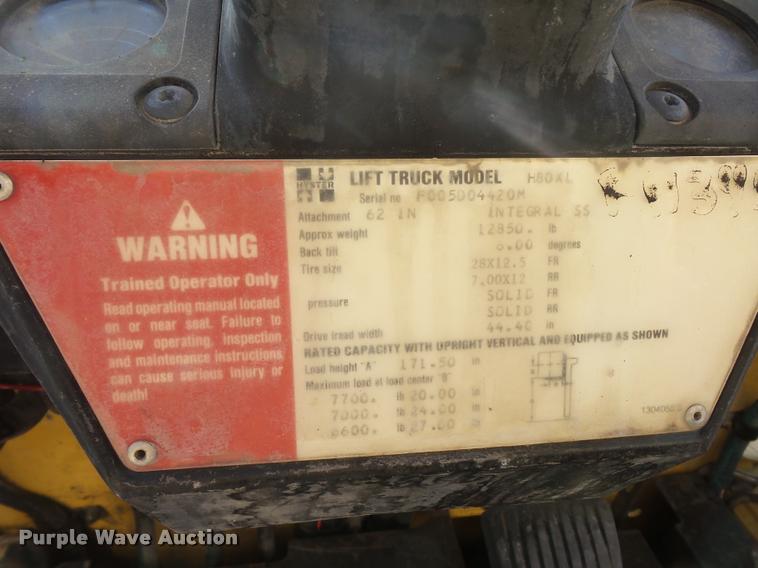 HYSTER LIFT TRUCK MODEL H80XL
Serial no F005D04420M
Attachment 62 IN INTEGRAL SS
Approx weight 12850. lb
Back tilt 6.00 degrees
Tire size 28X12.5 FR
7.00X12 RR
pressure SOLID FR
SOLID RR
Drive tread width 44.40 in
RATED CAPACITY WITH UPRIGHT VERTICAL AND EQUIPPED AS SHOWN
Load height "A" 171.50 in
Maximum load at load center "B"
7700. lb 20.00 in
7000. lb 24.00 in
6600. lb 27.00 in
WARNING
Trained Operator Only
Read operating manual located
on or near seat. Failure to
follow operating, inspection
and maintenance instructions
can cause serious injury or
death!
Purple Wave Auction